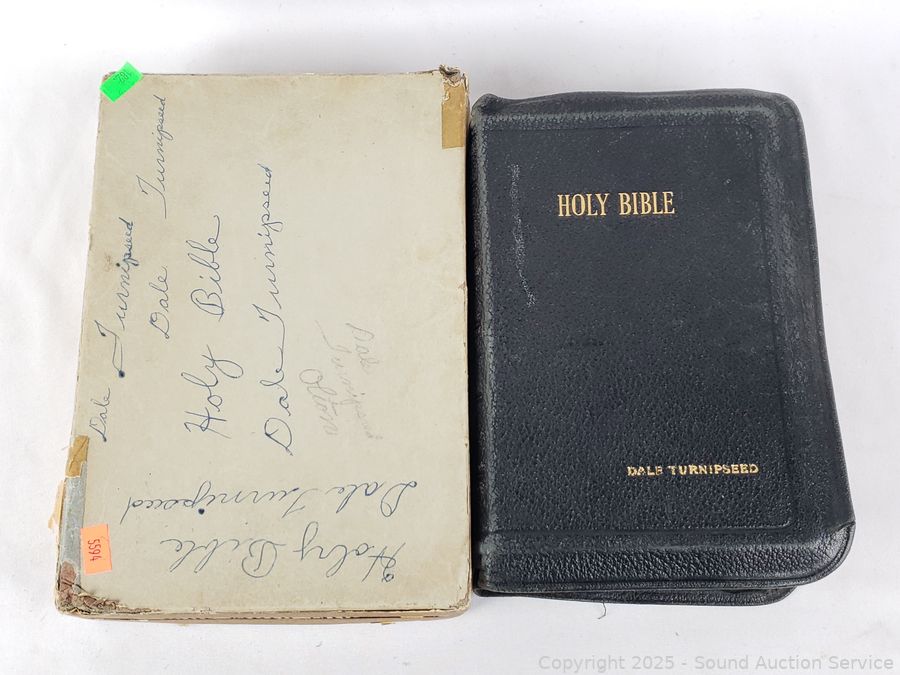 Dale Turnipseed
Dale Turnipseed
Holy Bible
Dale Turnipseed
Dale
Holy Bible
Dale Turnipseed
5594
HOLY BIBLE
DALE TURNIPSEED
Copyright © 2025 - Sound Auction Service